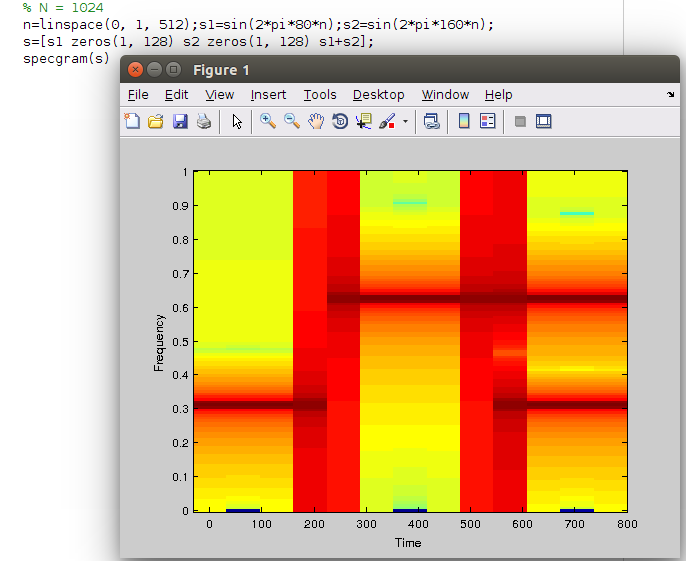 % N = 1024
n=linspace(0, 1, 512);s1=sin(2*pi*80*n);s2=sin(2*pi*160*n);
s=[s1 zeros(1, 128) s2 zeros(1, 128) s1+s2];
specgram(s)
Figure 1
File Edit View Insert Tools Desktop Window Help
1
0.9
0.8
0.7
0.6
0.5
0.4
0.3
0.2
0.1
0
Frequency
0 100 200 300 400 500 600 700 800
Time